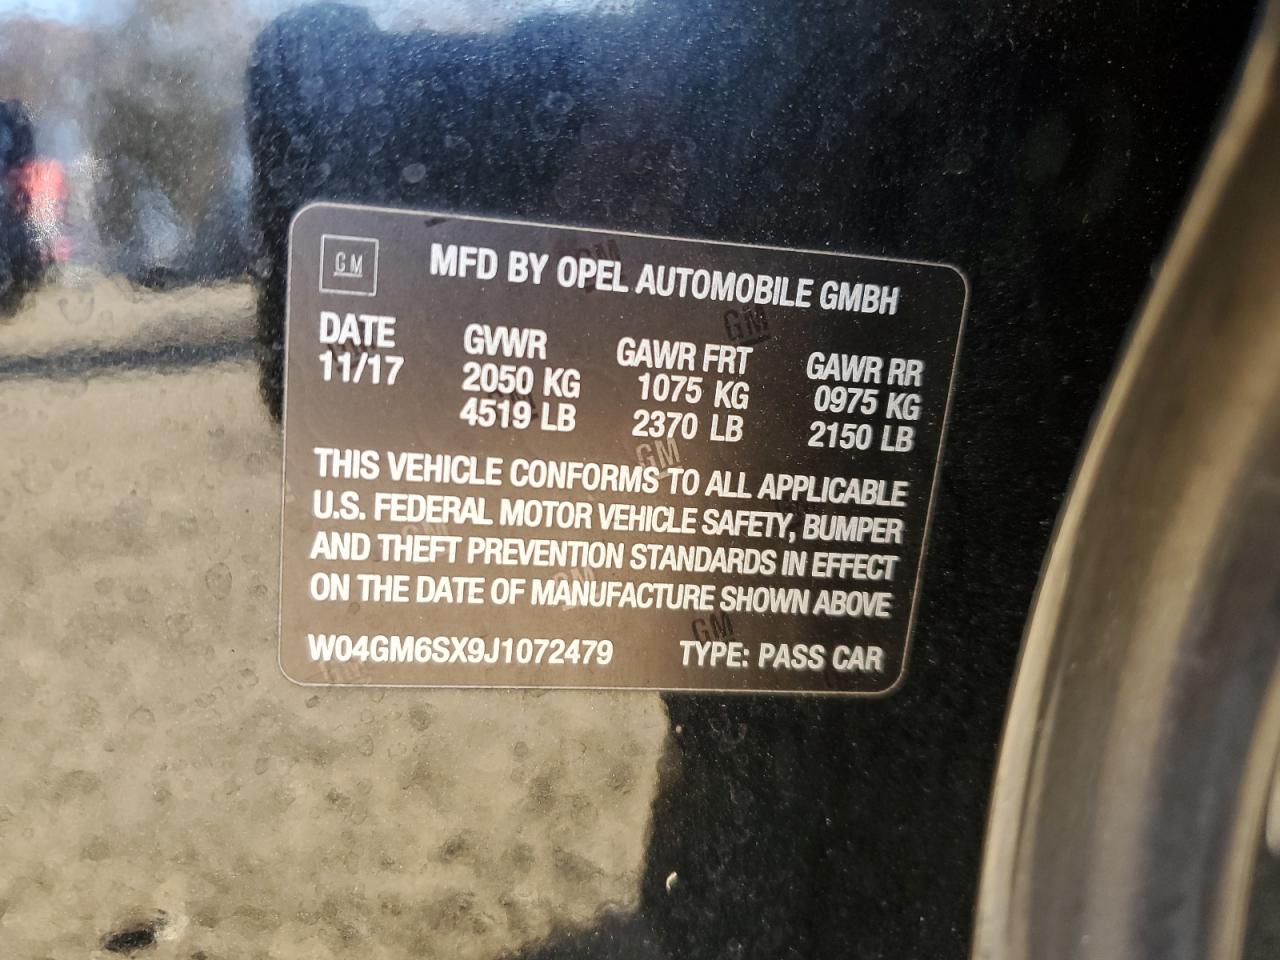 GM MFD BY OPEL AUTOMOBILE GMBH
DATE GVWR GAWR FRT GAWR RR
11/17 2050 KG 1075 KG 0975 KG
4519 LB 2370 LB 2150 LB
THIS VEHICLE CONFORMS TO ALL APPLICABLE
U.S. FEDERAL MOTOR VEHICLE SAFETY, BUMPER
AND THEFT PREVENTION STANDARDS IN EFFECT
ON THE DATE OF MANUFACTURE SHOWN ABOVE
W04GM6SX9J1072479 TYPE: PASS CAR